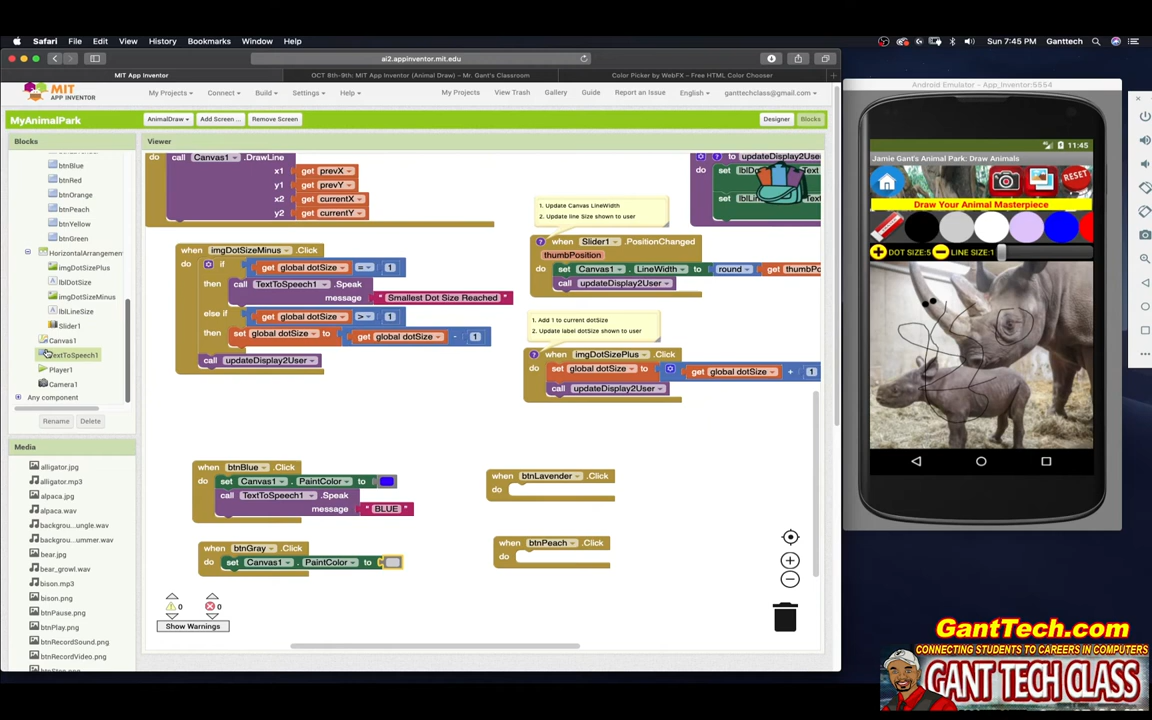 Safari File Edit View History Bookmarks Window Help
Sun 7:45 PM Ganttech
ai2.appinventor.mit.edu
MIT App Inventor
OCT 8th-9th: MIT App Inventor (Animal Draw) – Mr. Gant's Classroom
Color Picker by WebFX – Free HTML Color Chooser
MIT
APP INVENTOR
My Projects Connect Build Settings Help
My Projects View Trash Gallery Guide Report an Issue English ganttechclass@gmail.com
MyAnimalPark
AnimalDraw Add Screen ... Remove Screen
Designer Blocks
Blocks
Viewer
btnBlue
btnRed
btnOrange
btnPeach
btnYellow
btnGreen
HorizontalArrangemen
imgDotSizePlus
lblDotSize
imgDotSizeMinus
lblLineSize
Slider1
Canvas1
TextToSpeech1
Player1
Camera1
Any component
Rename Delete
Media
alligator.jpg
alligator.mp3
alpaca.jpg
alpaca.wav
backgrou...ungle.wav
backgrou...ummer.wav
bear.jpg
bear_growl.wav
bison.mp3
bison.png
btnPause.png
btnPlay.png
btnRecordSound.png
btnRecordVideo.png
do call Canvas1 .DrawLine
x1 get prevX
y1 get prevY
x2 get currentX
y2 get currentY
when imgDotSizeMinus .Click
do if get global dotSize = 1
then call TextToSpeech1 .Speak
message " Smallest Dot Size Reached "
else if get global dotSize > 1
then set global dotSize to get global dotSize - 1
call updateDisplay2User
to updateDisplay2Use
do set lblDo
set lblLin
1. Update Canvas LineWidth
2. Update line Size shown to user
when Slider1 .PositionChanged
thumbPosition
do set Canvas1 . LineWidth to round get thumbPo
call updateDisplay2User
1. Add 1 to current dotSize
2. Update label dotSize shown to user
when imgDotSizePlus .Click
do set global dotSize to get global dotSize + 1
call updateDisplay2User
when btnBlue .Click
do set Canvas1 . PaintColor to
call TextToSpeech1 .Speak
message " BLUE "
when btnGray .Click
do set Canvas1 . PaintColor to
when btnLavender .Click
do
when btnPeach .Click
do
0 0
Show Warnings
Android Emulator - App_Inventor:5554
11:45
Jamie Gant's Animal Park: Draw Animals
RESET
Draw Your Animal Masterpiece
DOT SIZE:5 LINE SIZE:1
GantTech.com
CONNECTING STUDENTS TO CAREERS IN COMPUTERS
GANT TECH CLASS